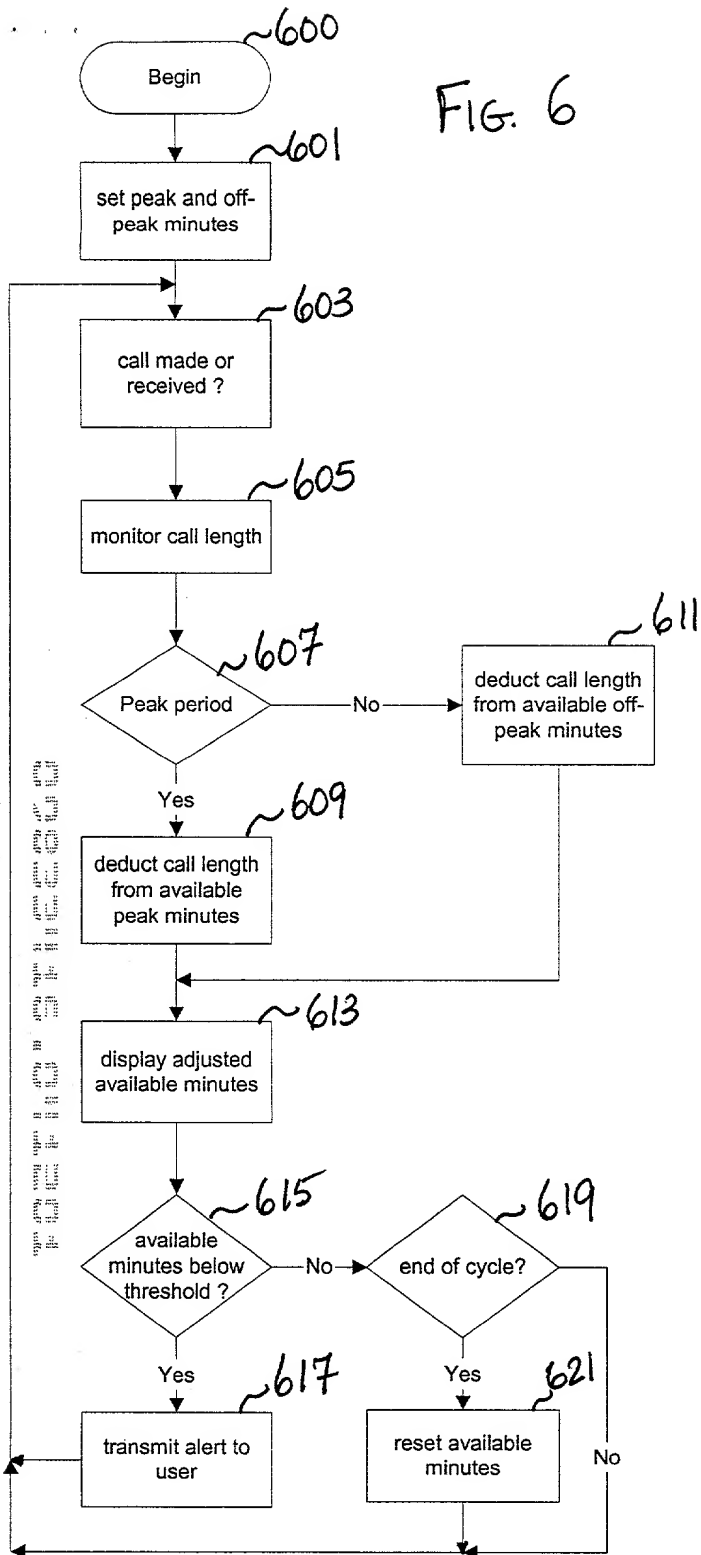 600
Begin
FIG. 6
601
set peak and off-
peak minutes
603
call made or
received ?
605
monitor call length
607
Peak period
No
611
deduct call length
from available off-
peak minutes
Yes
609
deduct call length
from available
peak minutes
613
display adjusted
available minutes
615
available
minutes below
threshold ?
No
619
end of cycle?
Yes
617
transmit alert to
user
Yes
621
reset available
minutes
No